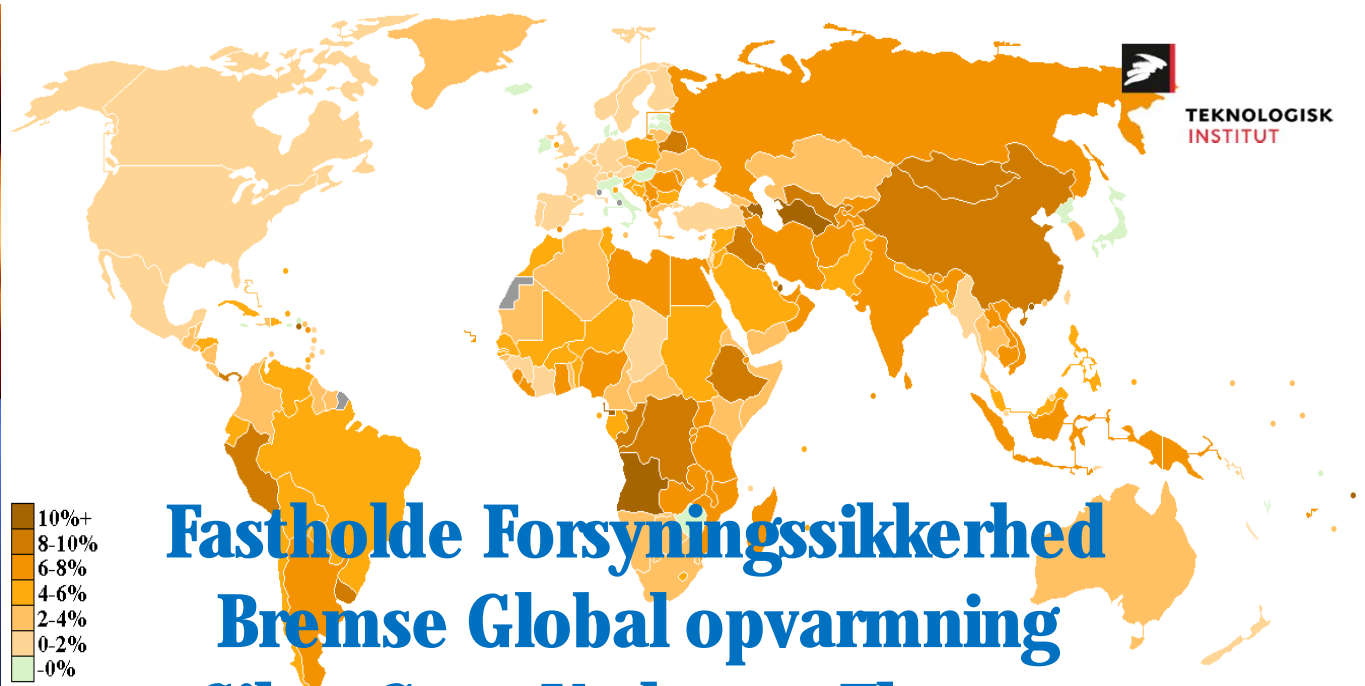 TEKNOLOGISK
INSTITUT
10%+
8-10%
6-8%
4-6%
2-4%
0-2%
-0%
Fastholde Forsyningssikkerhed
Bremse Global opvarmning